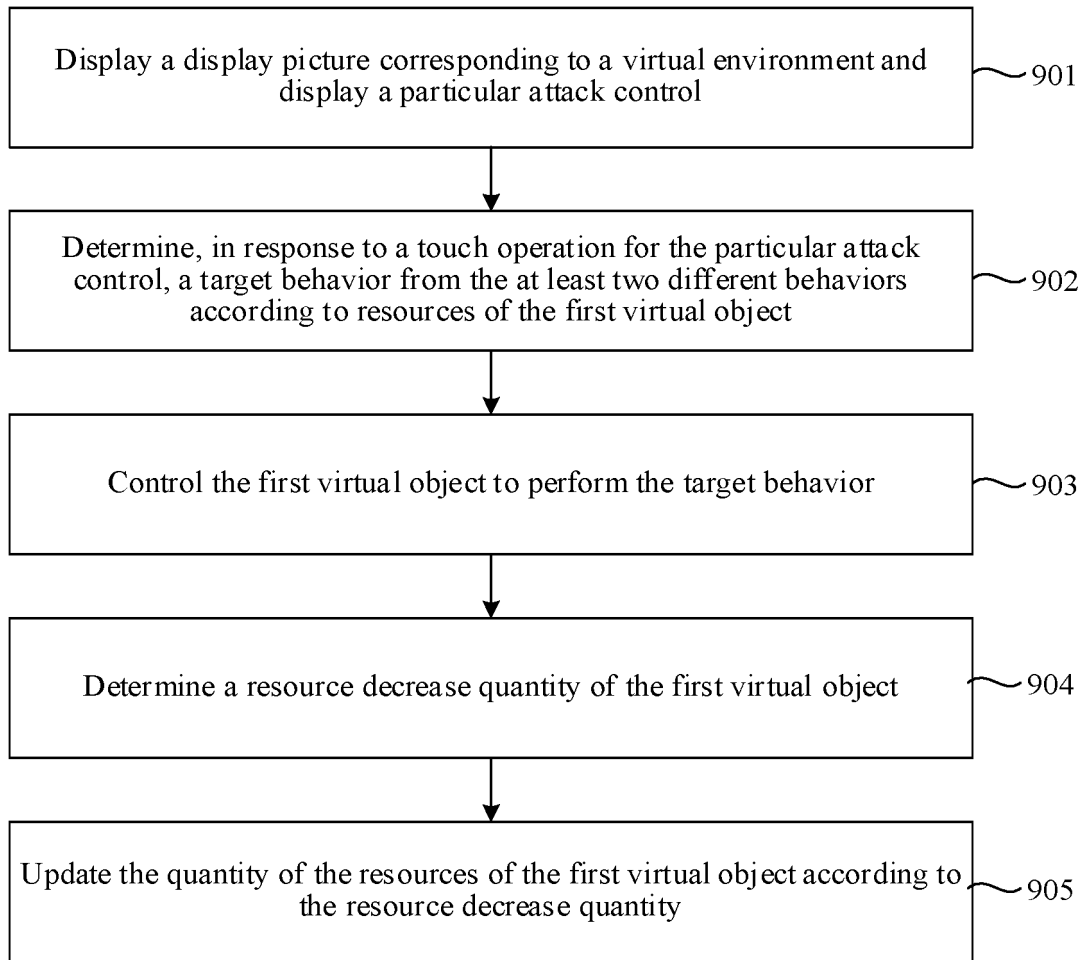 Display a display picture corresponding to a virtual environment and
display a particular attack control
901
Determine, in response to a touch operation for the particular attack
control, a target behavior from the at least two different behaviors
according to resources of the first virtual object
902
Control the first virtual object to perform the target behavior
903
Determine a resource decrease quantity of the first virtual object
904
Update the quantity of the resources of the first virtual object according to
the resource decrease quantity
905